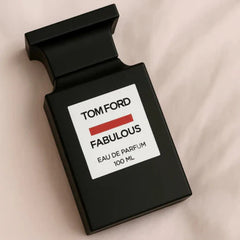 TOM FORD
FABULOUS
EAU DE PARFUM
100 ML